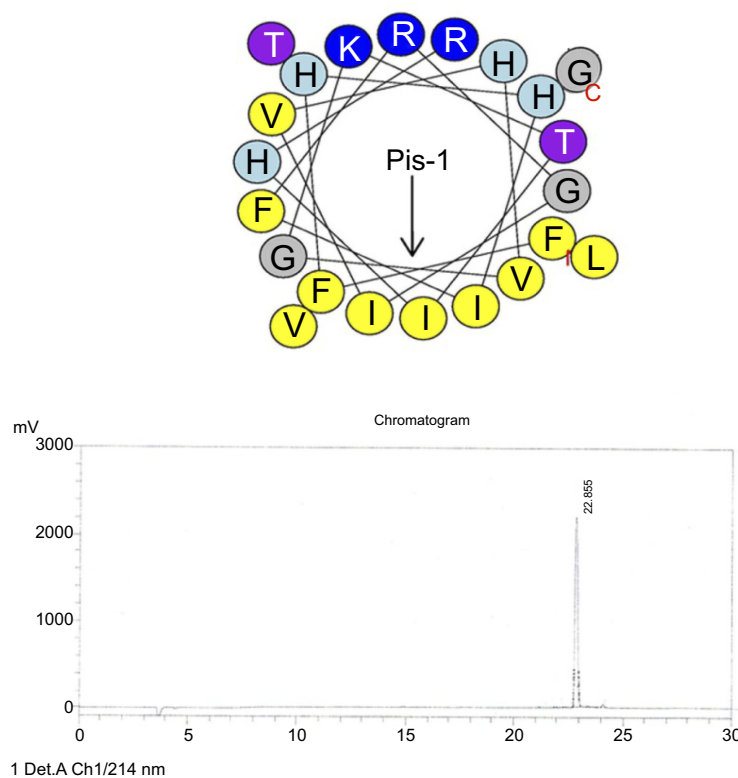 T K R R H G
H H C
V T
H Pis-1 G
F F
G V I L
F I I I
V
Chromatogram
mV
3000
2000
1000
0
22.855
0 5 10 15 20 25 30
1 Det.A Ch1/214 nm